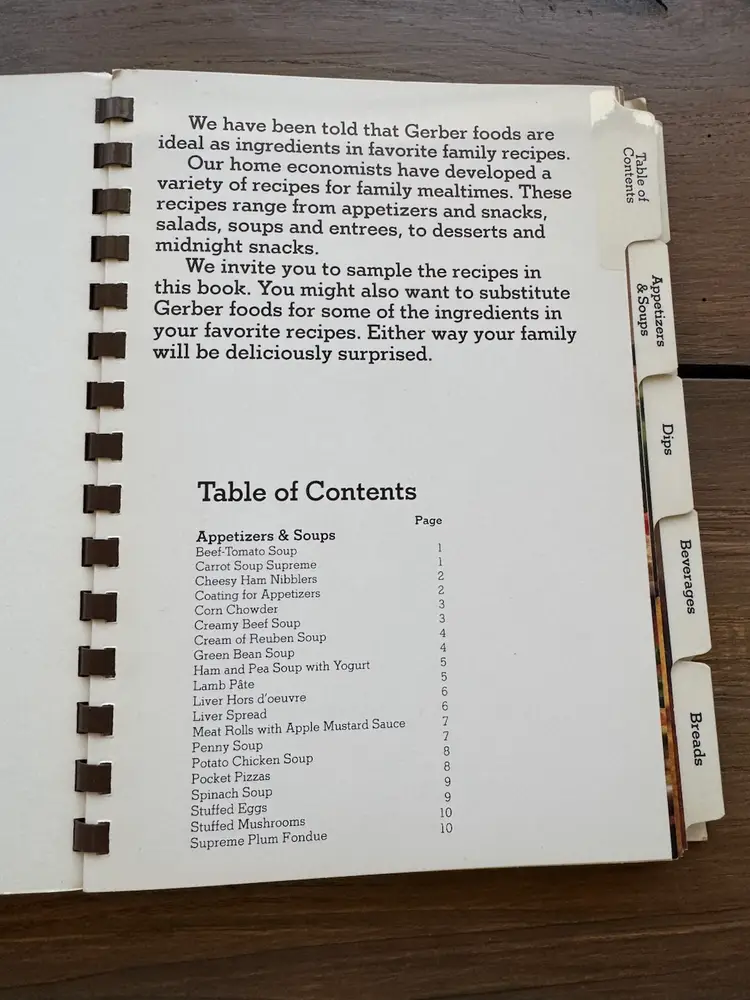 We have been told that Gerber foods are
ideal as ingredients in favorite family recipes.
Our home economists have developed a
variety of recipes for family mealtimes. These
recipes range from appetizers and snacks,
salads, soups and entrees, to desserts and
midnight snacks.
We invite you to sample the recipes in
this book. You might also want to substitute
Gerber foods for some of the ingredients in
your favorite recipes. Either way your family
will be deliciously surprised.
Table of Contents
Page
Appetizers & Soups
Beef-Tomato Soup 1
Carrot Soup Supreme 1
Cheesy Ham Nibblers 2
Coating for Appetizers 2
Corn Chowder 3
Creamy Beef Soup 3
Cream of Reuben Soup 4
Green Bean Soup 4
Ham and Pea Soup with Yogurt 5
Lamb Pâte 5
Liver Hors d'oeuvre 6
Liver Spread 6
Meat Rolls with Apple Mustard Sauce 7
Penny Soup 7
Potato Chicken Soup 8
Pocket Pizzas 8
Spinach Soup 9
Stuffed Eggs 9
Stuffed Mushrooms 10
Supreme Plum Fondue 10
Table of
Contents
Appetizers
& Soups
Dips
Beverages
Breads